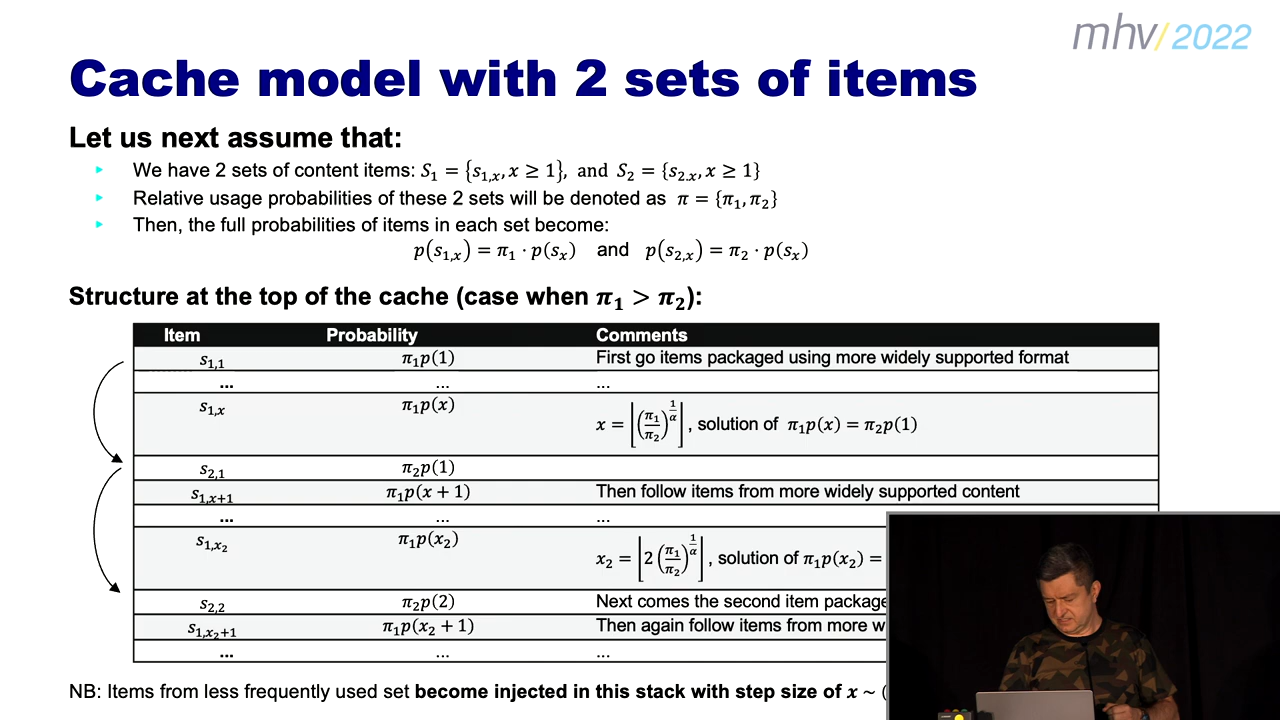 mhv/2022
Cache model with 2 sets of items
Let us next assume that:
▸ We have 2 sets of content items: S₁ = {s₁,ₓ, x ≥ 1}, and S₂ = {s₂.ₓ, x ≥ 1}
▸ Relative usage probabilities of these 2 sets will be denoted as π = {π₁, π₂}
▸ Then, the full probabilities of items in each set become:
p(s₁,ₓ) = π₁ · p(sₓ) and p(s₂,ₓ) = π₂ · p(sₓ)
Structure at the top of the cache (case when π₁ > π₂):
Item Probability Comments
s₁,₁ π₁p(1) First go items packaged using more widely supported format
... ... ...
s₁,ₓ π₁p(x) x = ⌊(π₁/π₂)^(1/α)⌋, solution of π₁p(x) = π₂p(1)
s₂,₁ π₂p(1)
s₁,ₓ₊₁ π₁p(x + 1) Then follow items from more widely supported content
... ... ...
s₁,ₓ₂ π₁p(x₂) x₂ = ⌊2(π₁/π₂)^(1/α)⌋, solution of π₁p(x₂) =
s₂,₂ π₂p(2) Next comes the second item package
s₁,ₓ₂₊₁ π₁p(x₂ + 1) Then again follow items from more w
... ... ...
NB: Items from less frequently used set become injected in this stack with step size of x ~ (